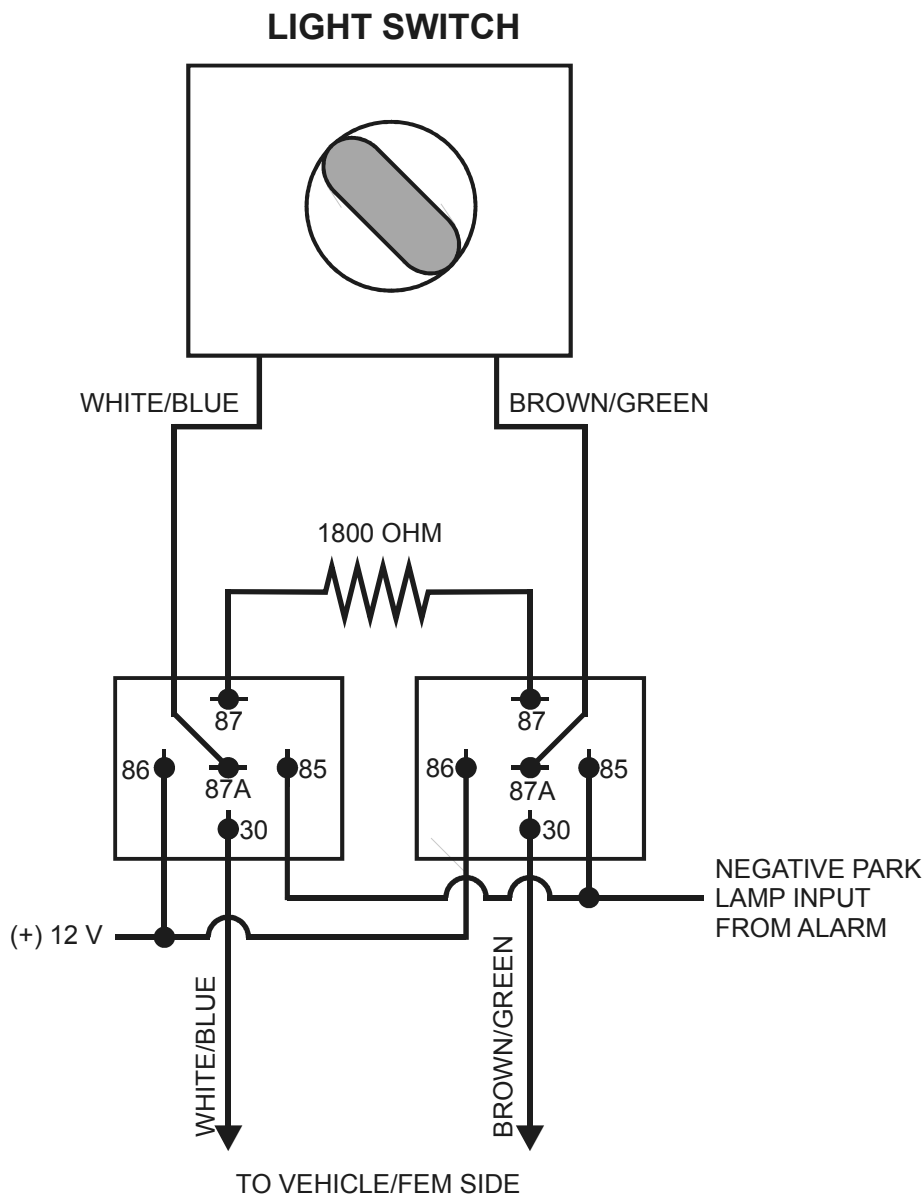 LIGHT SWITCH
WHITE/BLUE
BROWN/GREEN
1800 OHM
87
87
86
85
86
85
87A
87A
30
30
NEGATIVE PARK
LAMP INPUT
FROM ALARM
(+) 12 V
WHITE/BLUE
BROWN/GREEN
TO VEHICLE/FEM SIDE